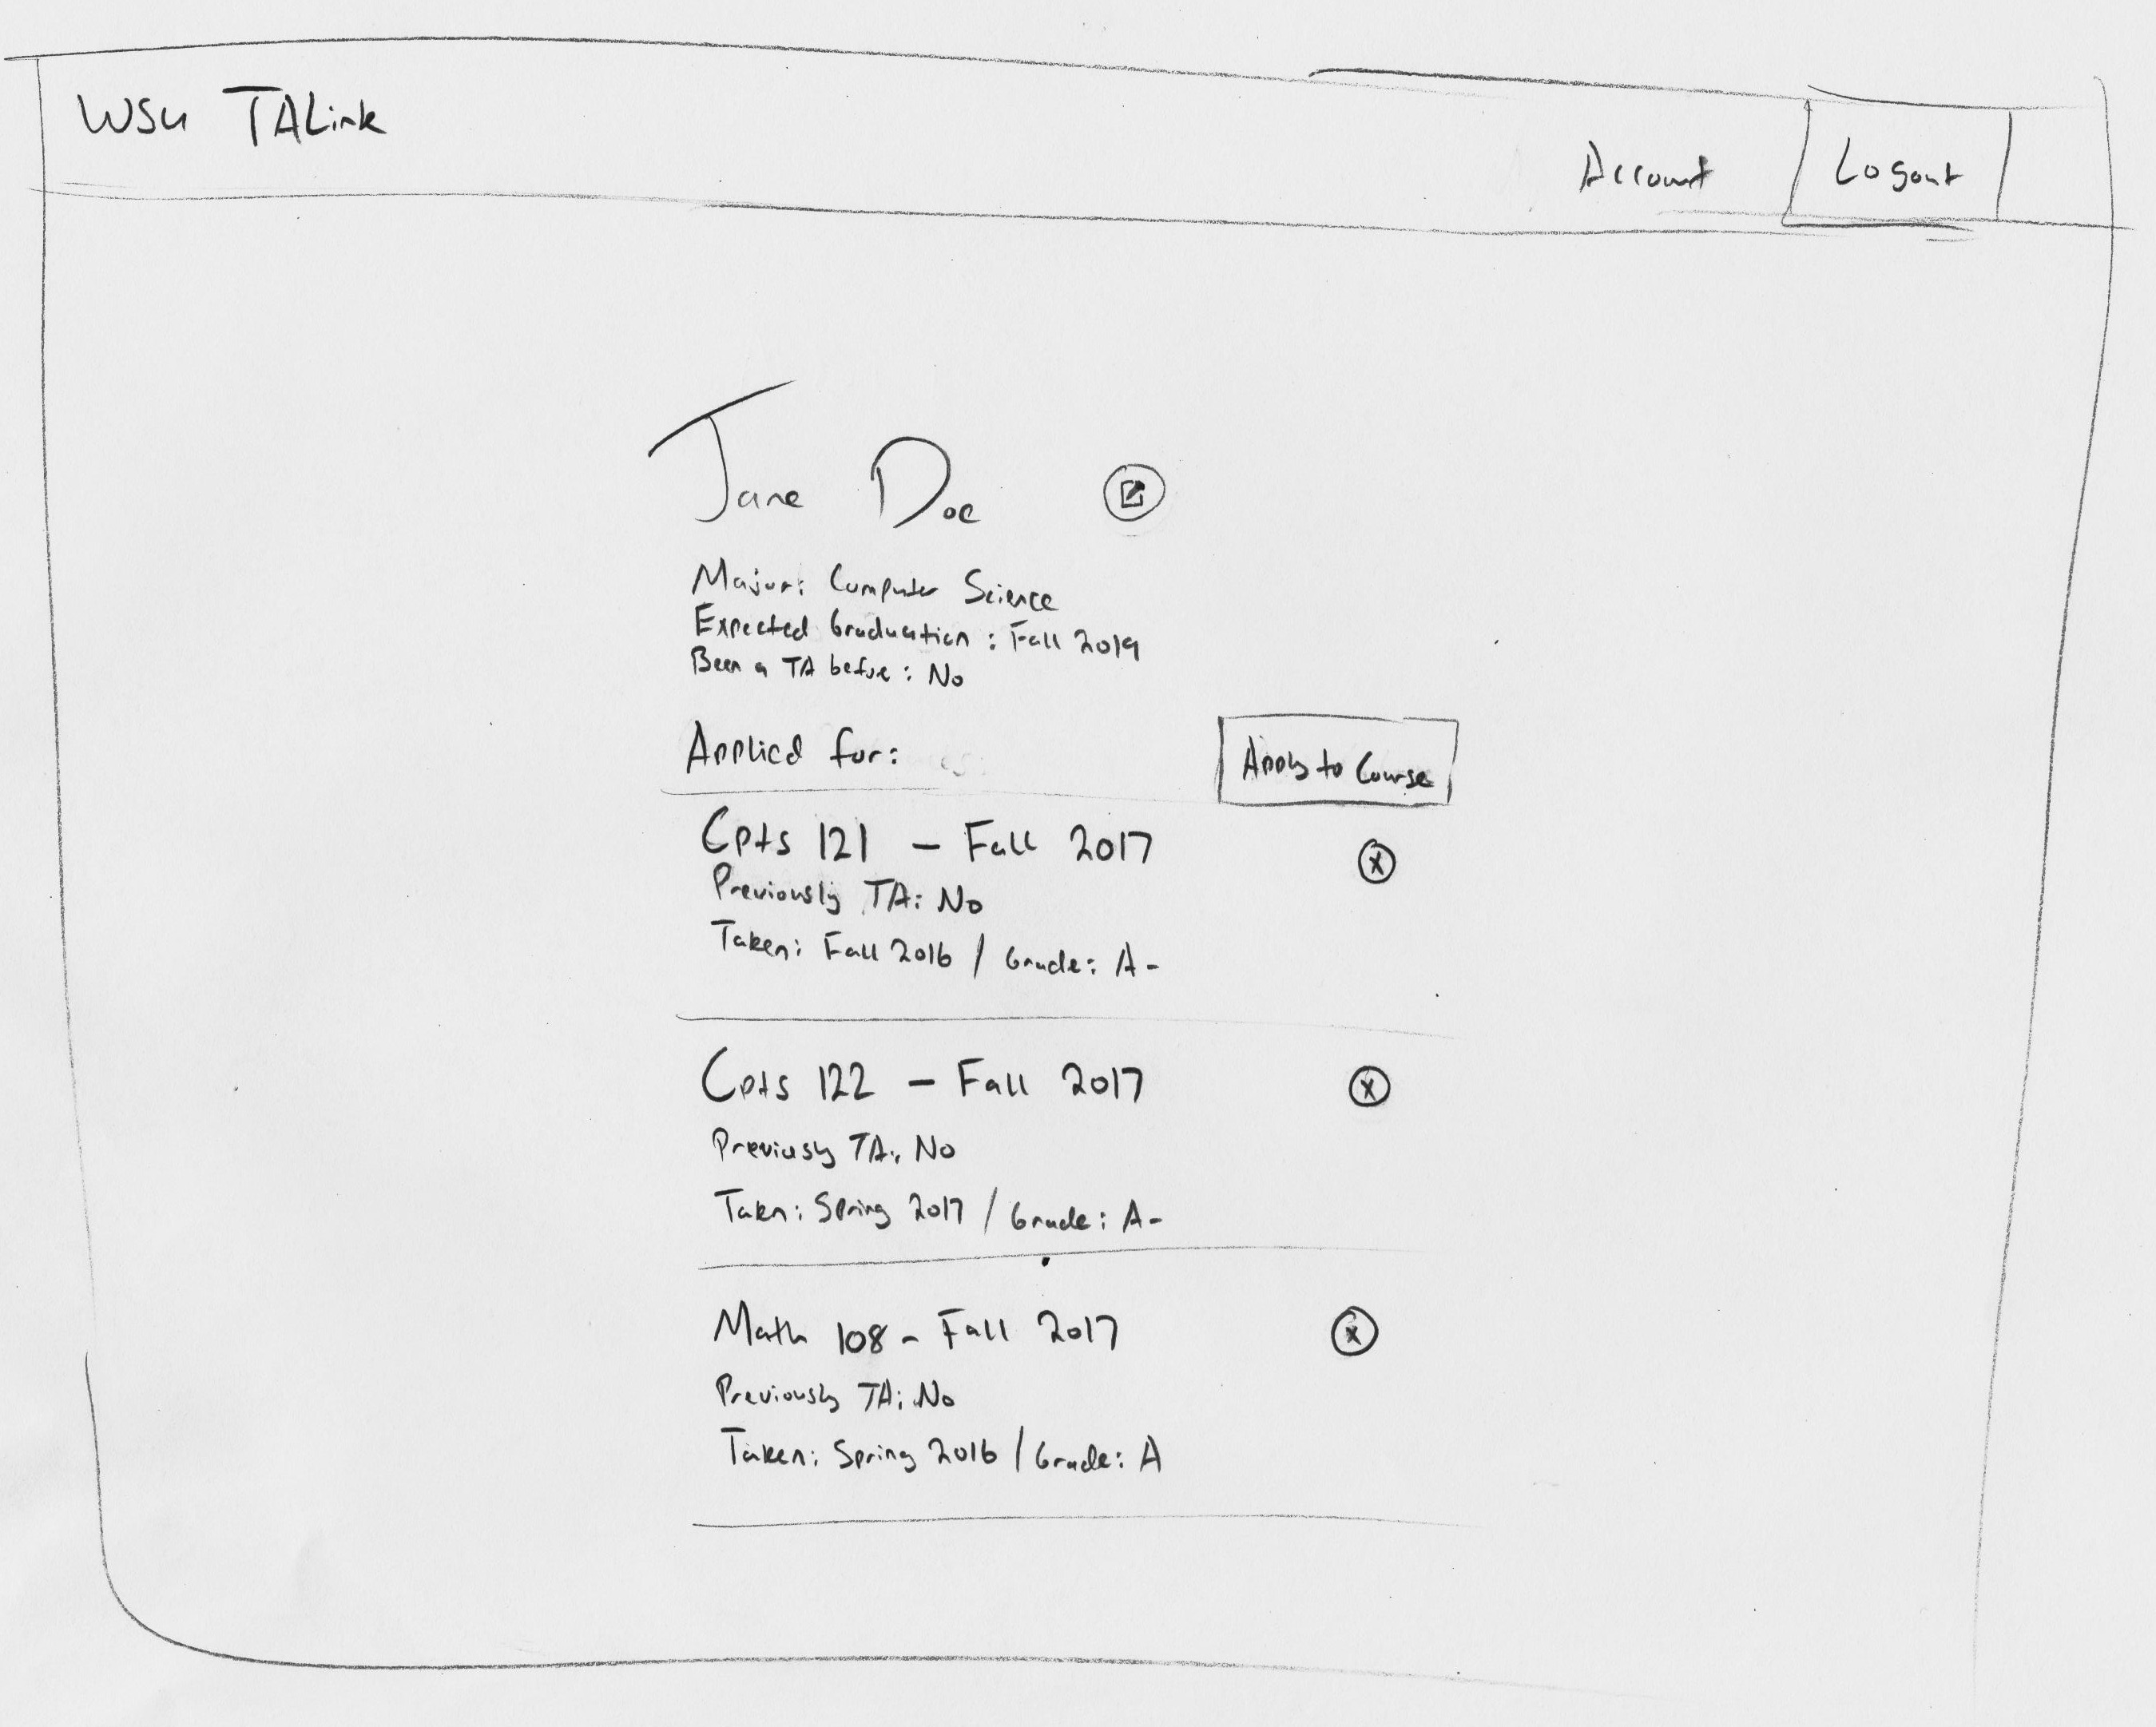 WSU TALink
Account
Logout
Jane Doe
Major: Computer Science
Expected Graduation: Fall 2019
Been a TA before: No
Applied for:
Apply to Course
Cpts 121 - Fall 2017
Previously TA: No
Taken: Fall 2016 / Grade: A-
Cpts 122 - Fall 2017
Previously TA: No
Taken: Spring 2017 / Grade: A-
Math 108 - Fall 2017
Previously TA: No
Taken: Spring 2016 / Grade: A